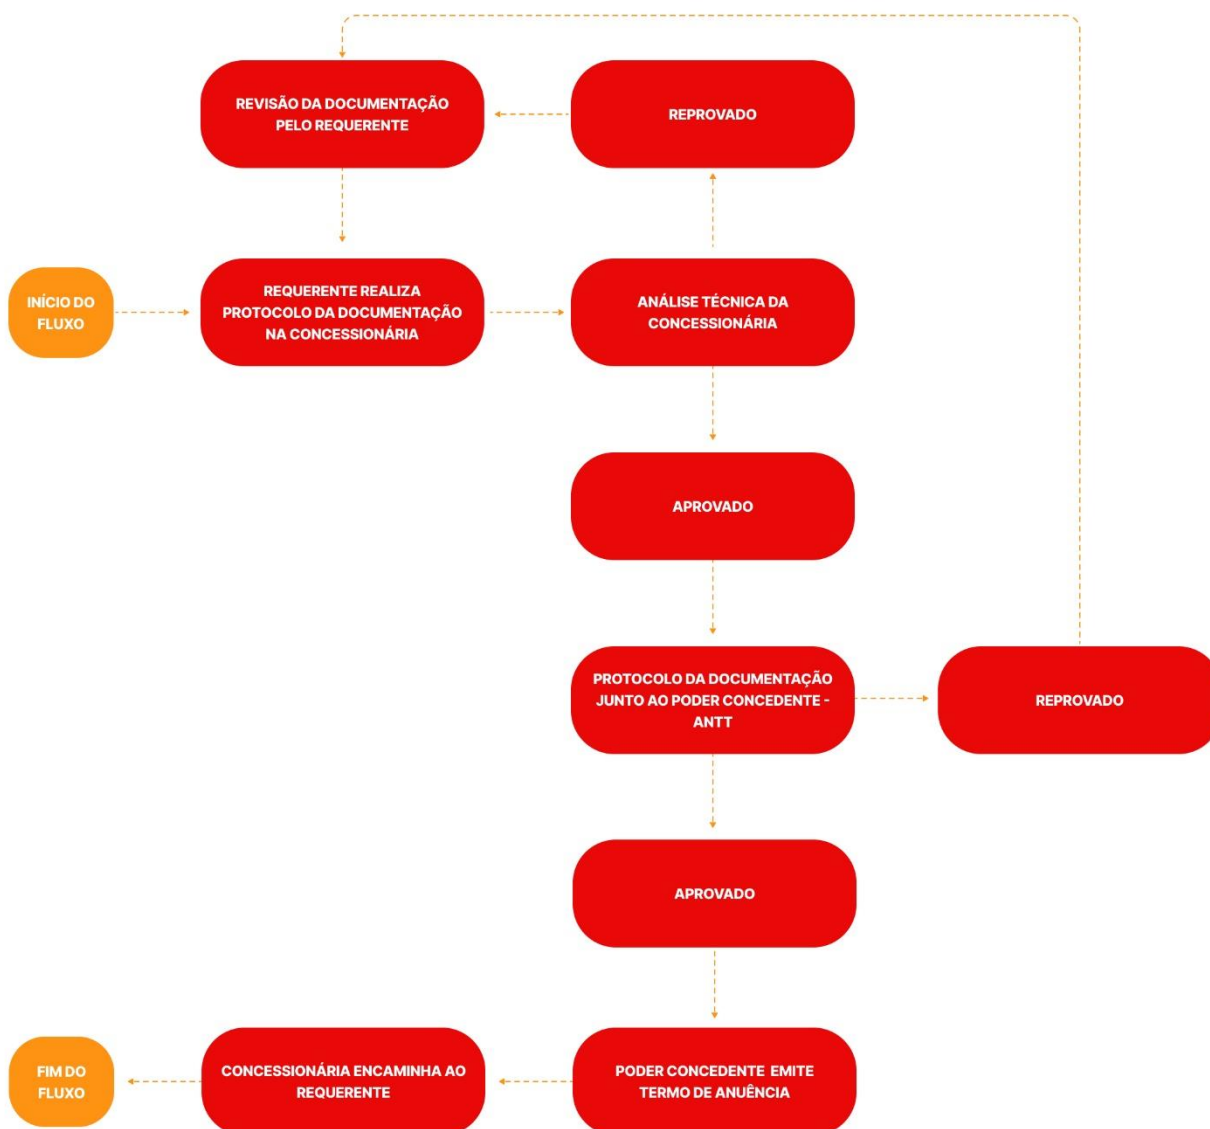 REVISÃO DA DOCUMENTAÇÃO
PELO REQUERENTE
REPROVADO
INÍCIO DO
FLUXO
REQUERENTE REALIZA
PROTOCOLO DA DOCUMENTAÇÃO
NA CONCESSIONÁRIA
ANÁLISE TÉCNICA DA
CONCESSIONÁRIA
APROVADO
PROTOCOLO DA DOCUMENTAÇÃO
JUNTO AO PODER CONCEDENTE -
ANTT
REPROVADO
APROVADO
PODER CONCEDENTE EMITE
TERMO DE ANUÊNCIA
CONCESSIONÁRIA ENCAMINHA AO
REQUERENTE
FIM DO
FLUXO